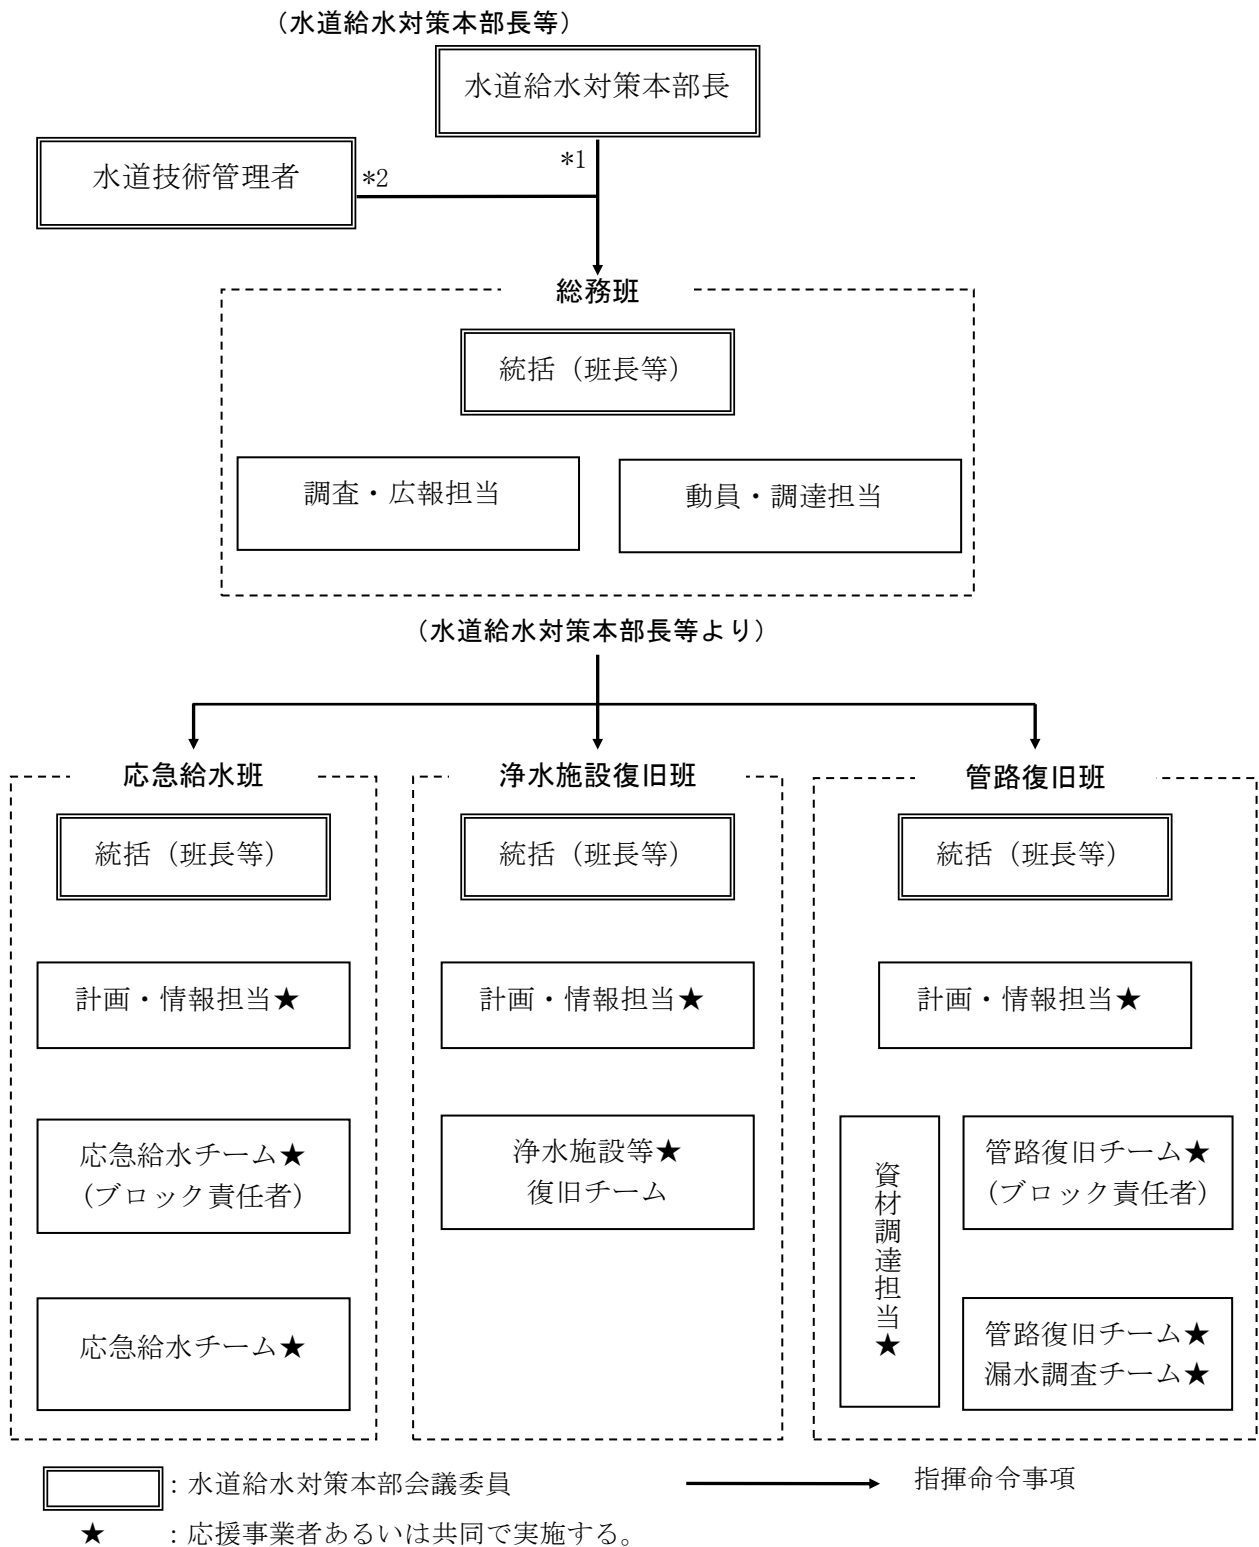 （水道給水対策本部長等）
水道給水対策本部長
*1
水道技術管理者
*2
総務班
統括（班長等）
調査・広報担当
動員・調達担当
（水道給水対策本部長等より）
応急給水班
統括（班長等）
計画・情報担当★
応急給水チーム★
（ブロック責任者）
応急給水チーム★
浄水施設復旧班
統括（班長等）
計画・情報担当★
浄水施設等★
復旧チーム
管路復旧班
統括（班長等）
計画・情報担当★
資材調達担当★
管路復旧チーム★
（ブロック責任者）
管路復旧チーム★
漏水調査チーム★
：水道給水対策本部会議委員
指揮命令事項
★　：応援事業者あるいは共同で実施する。